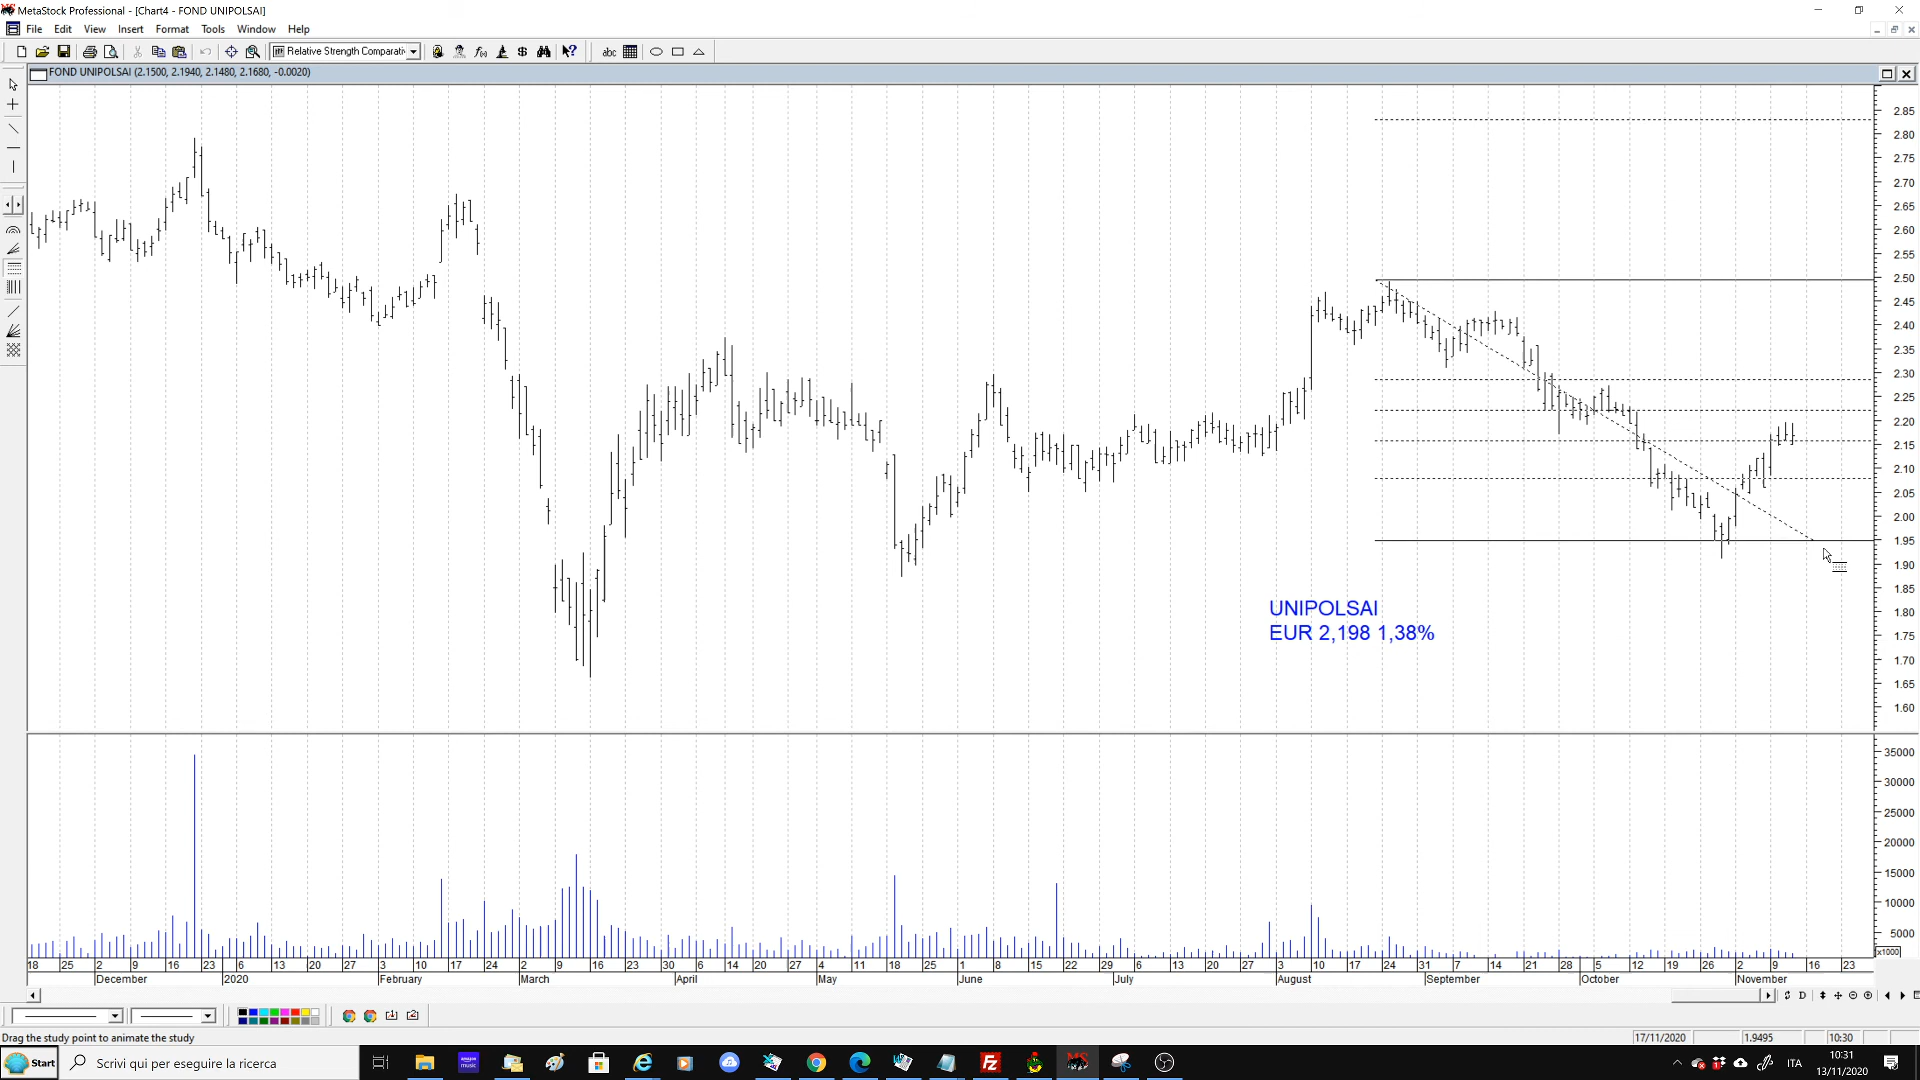 MetaStock Professional - [Chart4 - FOND UNIPOLSAI]
File Edit View Insert Format Tools Window Help
Relative Strength Comparati
abc
FOND UNIPOLSAI (2.1500, 2.1940, 2.1480, 2.1680, -0.0020)
2.85
2.80
2.75
2.70
2.65
2.60
2.55
2.50
2.45
2.40
2.35
2.30
2.25
2.20
2.15
2.10
2.05
2.00
1.95
1.90
1.85
1.80
1.75
1.70
1.65
1.60
UNIPOLSAI
EUR 2,198 1,38%
35000
30000
25000
20000
15000
10000
5000
x1000
18 25 2 9 16 23 6 13 20 27 3 10 17 24 2 9 16 23 30 6 14 20 27 4 11 18 25 1 8 15 22 29 6 13 20 27 3 10 17 24 31 7 14 21 28 5 12 19 26 2 9 16 23
December 2020 February March April May June July August September October November
D
Drag the study point to animate the study
17/11/2020 1.9495 10:30
Start Scrivi qui per eseguire la ricerca
ITA
10:31
13/11/2020